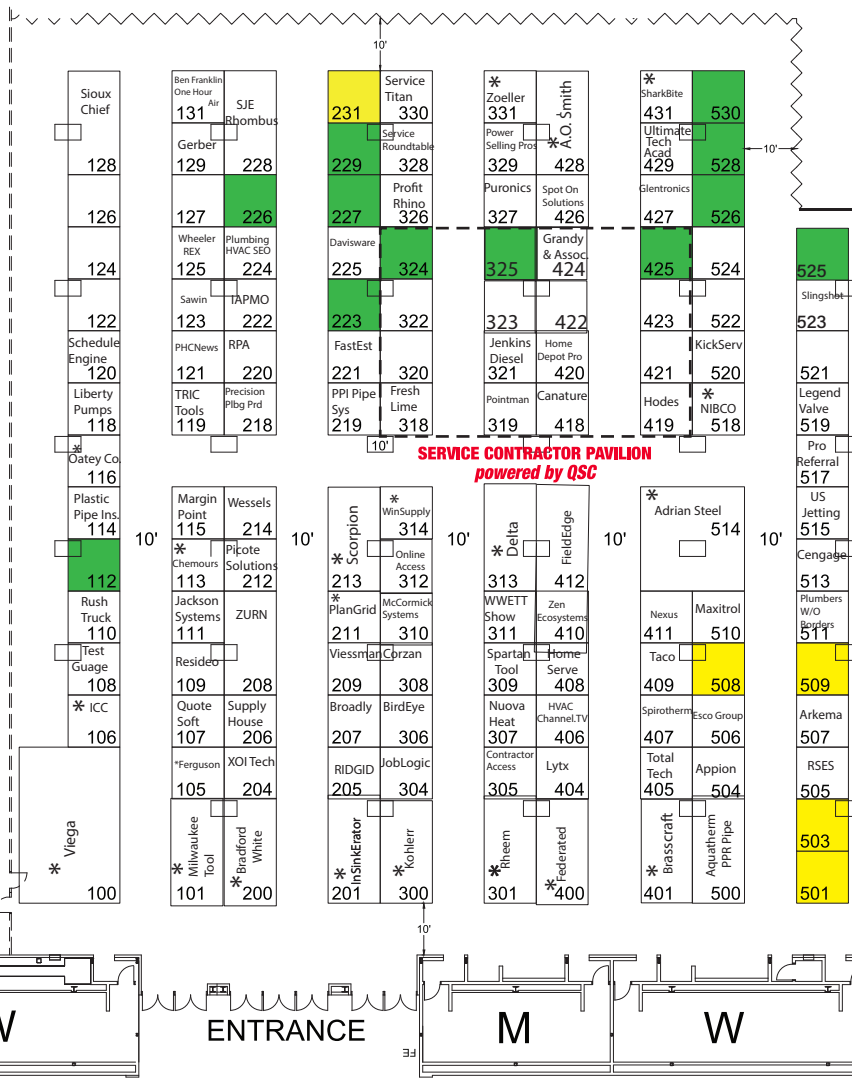 10'
Sioux
Chief
128
126
124
122
Schedule
Engine
120
Liberty
Pumps
118
*
Oatey Co.
116
Plastic
Pipe Ins.
114
112
Rush
Truck
110
Test
Guage
108
* ICC
106
* Viega
100
Ben Franklin
One Hour
Air
131
Gerber
129
127
Wheeler
REX
125
Sawin
123
PHCNews
121
TRIC
Tools
119
SJE
Rhombus
228
226
Plumbing
HVAC SEO
224
IAPMO
222
RPA
220
Precision
Plbg Prd
218
10'
Margin
Point
115
*
Chemours
113
Jackson
Systems
111
Resideo
109
Quote
Soft
107
*Ferguson
105
* Milwaukee
Tool
101
Wessels
214
Picote
Solutions
212
ZURN
208
Supply
House
206
XOI Tech
204
* Bradford
White
200
231
229
227
Davisware
225
223
FastEst
221
PPI Pipe
Sys
219
Service
Titan
330
Service
Roundtable
328
Profit
Rhino
326
324
322
320
Fresh
Lime
318
10'
10'
* Scorpion
213
*
PlanGrid
211
Viessman
209
Broadly
207
RIDGID
205
* InSinkErator
201
*
WinSupply
314
Online
Access
312
McCormick
Systems
310
Corzan
308
BirdEye
306
JobLogic
304
* Kohlerr
300
10'
*
Zoeller
331
Power
Selling Pros
329
Puronics
327
325
323
Jenkins
Diesel
321
Pointman
319
* A.O. Smith
428
Spot On
Solutions
426
Grandy
& Assoc.
424
422
Home
Depot Pro
420
Canature
418
SERVICE CONTRACTOR PAVILION
powered by QSC
10'
* Delta
313
WWETT
Show
311
Spartan
Tool
309
Nuova
Heat
307
Contractor
Access
305
* Rheem
301
FieldEdge
412
Zen
Ecosystems
410
Home
Serve
408
HVAC
Channel.TV
406
Lytx
404
* Federated
400
10'
*
SharkBite
431
Ultimate
Tech
Acad
429
Glentronics
427
425
423
421
Hodes
419
530
528
526
524
522
KickServ
520
*
NIBCO
518
10'
*
Adrian Steel
514
Nexus
411
Taco
409
Spirotherm
407
Total
Tech
405
* Brasscraft
401
Maxitrol
510
508
Esco Group
506
Appion
504
Aquatherm
PPR Pipe
500
10'
525
Slingshot
523
521
Legend
Valve
519
Pro
Referral
517
US
Jetting
515
Cengage
513
Plumbers
W/O
Borders
511
509
Arkema
507
RSES
505
503
501
W
ENTRANCE
FE
M
W